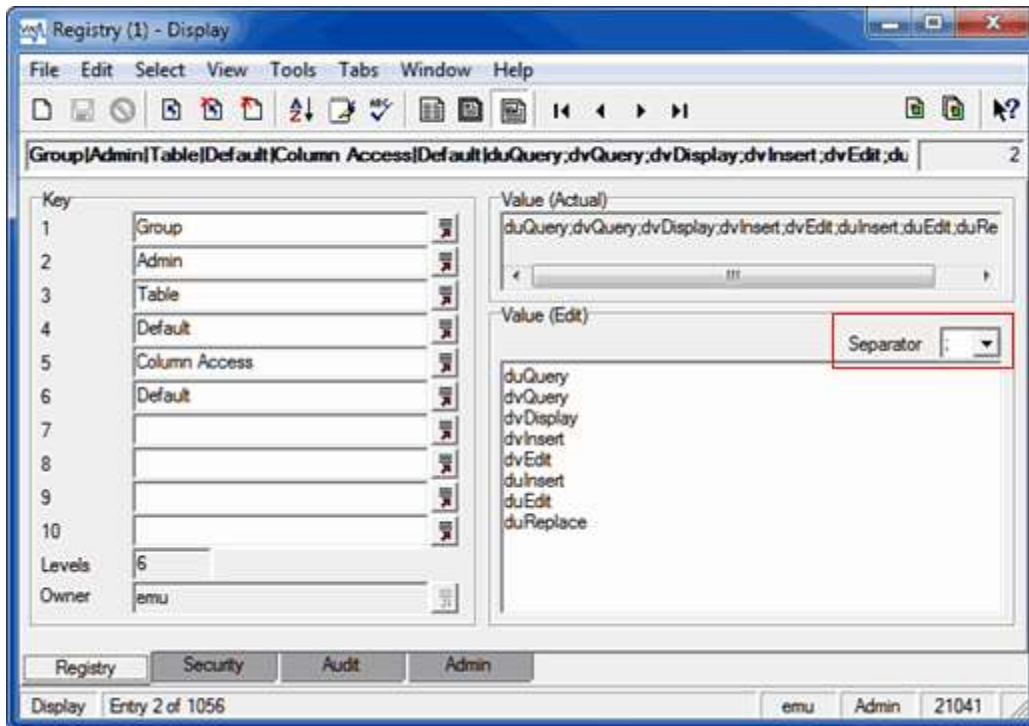 Registry (1) - Display
File Edit Select View Tools Tabs Window Help
Group|Admin|Table|Default|Column Access|Default|duQuery;dvQuery;dvDisplay;dvInsert;dvEdit;du 2
Key
1 Group
2 Admin
3 Table
4 Default
5 Column Access
6 Default
7
8
9
10
Levels 6
Owner emu
Value (Actual)
duQuery;dvQuery;dvDisplay;dvInsert;dvEdit;duInsert;duEdit;duRe
Value (Edit)
Separator ;
duQuery
dvQuery
dvDisplay
dvInsert
dvEdit
duInsert
duEdit
duReplace
Registry Security Audit Admin
Display Entry 2 of 1056 emu Admin 21041